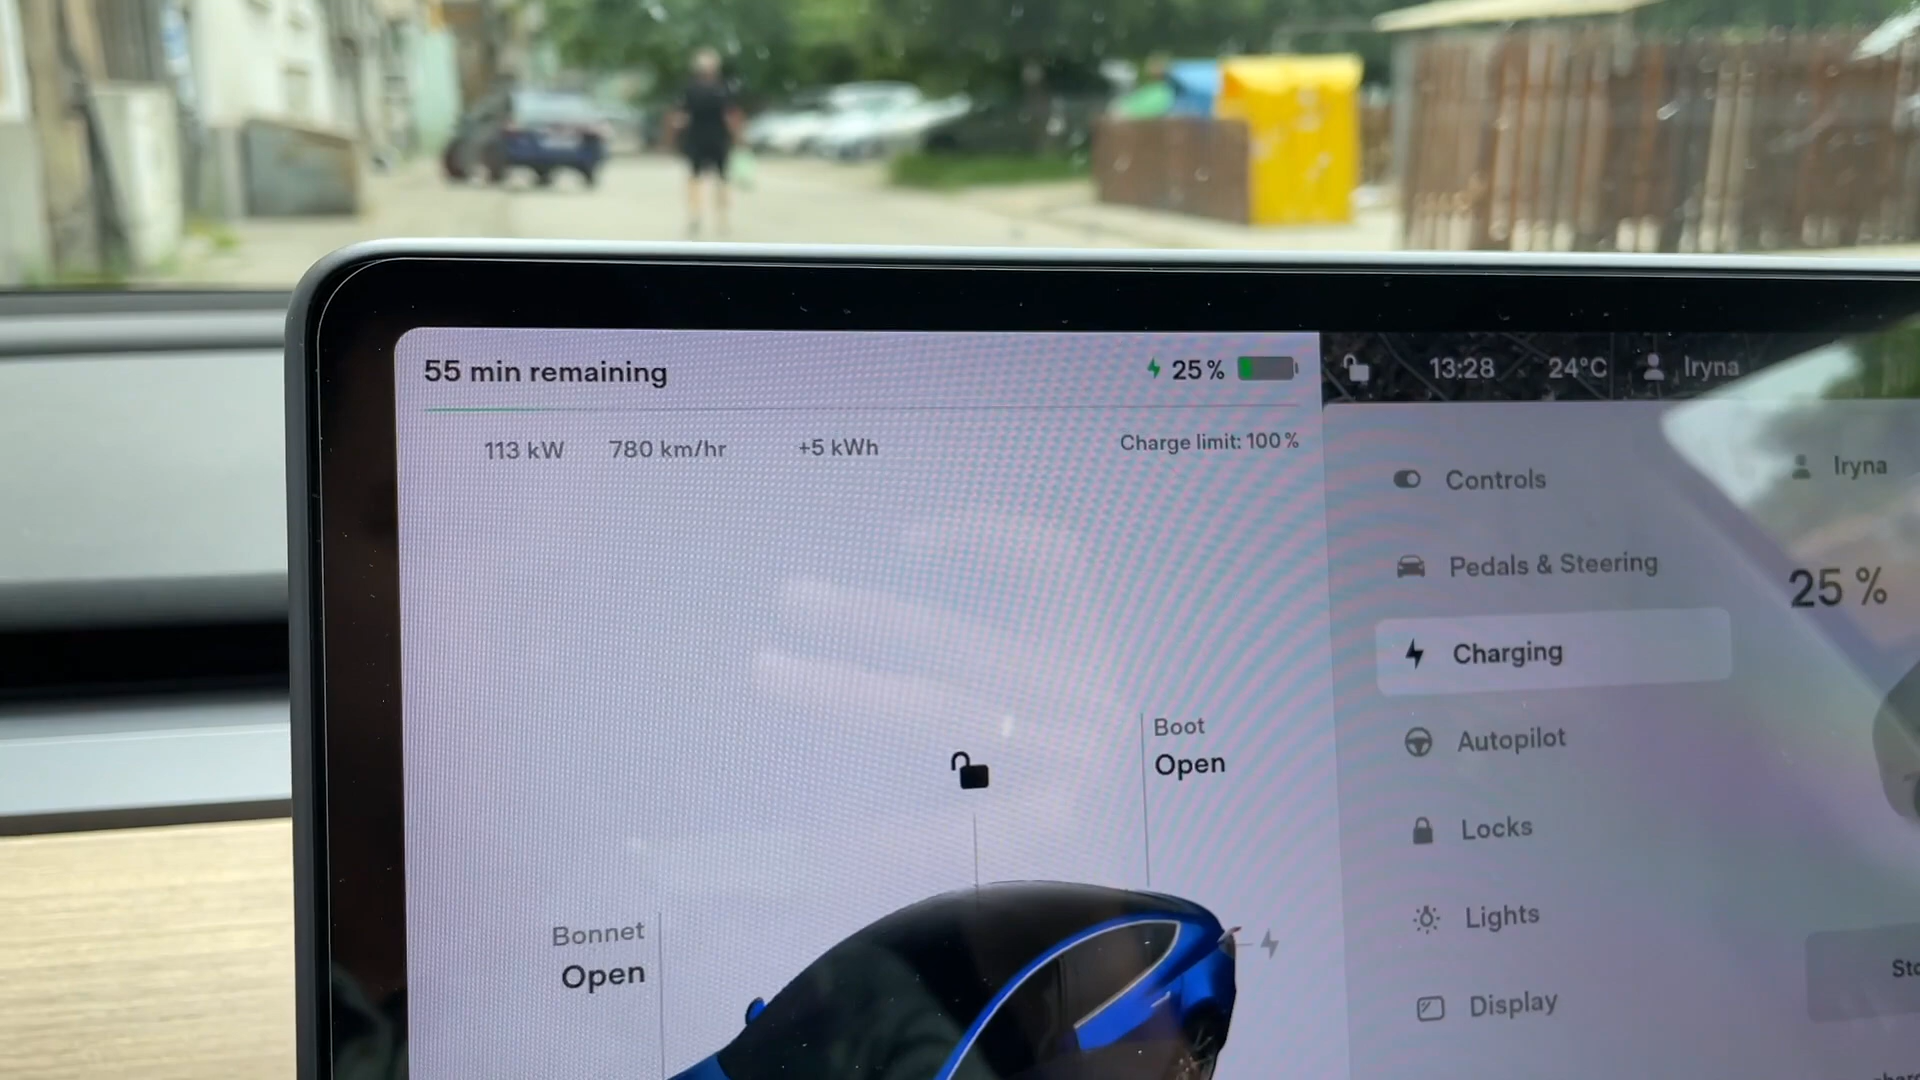 55 min remaining
25 %
113 kW 780 km/hr +5 kWh
Charge limit: 100 %
Boot
Open
Bonnet
Open
13:28 24°C Iryna
Controls
Pedals & Steering
Charging
Autopilot
Locks
Lights
Display
Iryna
25 %